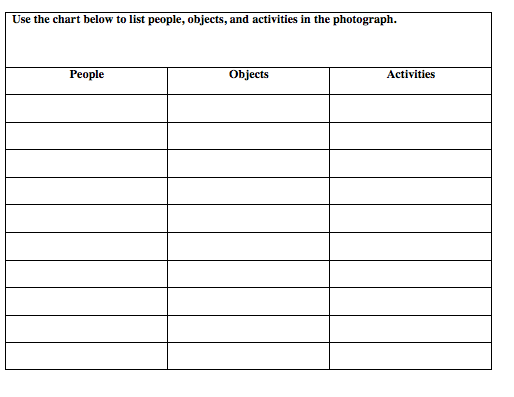 Use the chart below to list people, objects, and activities in the photograph.
People Objects Activities